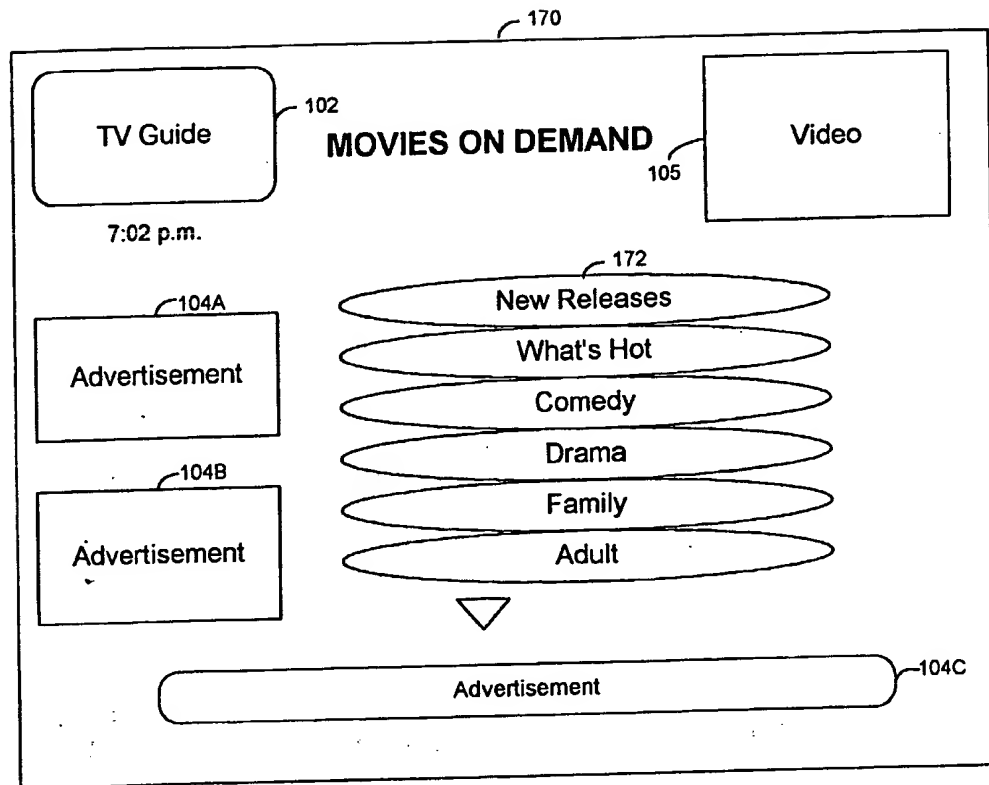 170
TV Guide
102
MOVIES ON DEMAND
105
Video
7:02 p.m.
172
New Releases
104A
Advertisement
What's Hot
Comedy
Drama
104B
Advertisement
Family
Adult
Advertisement
104C